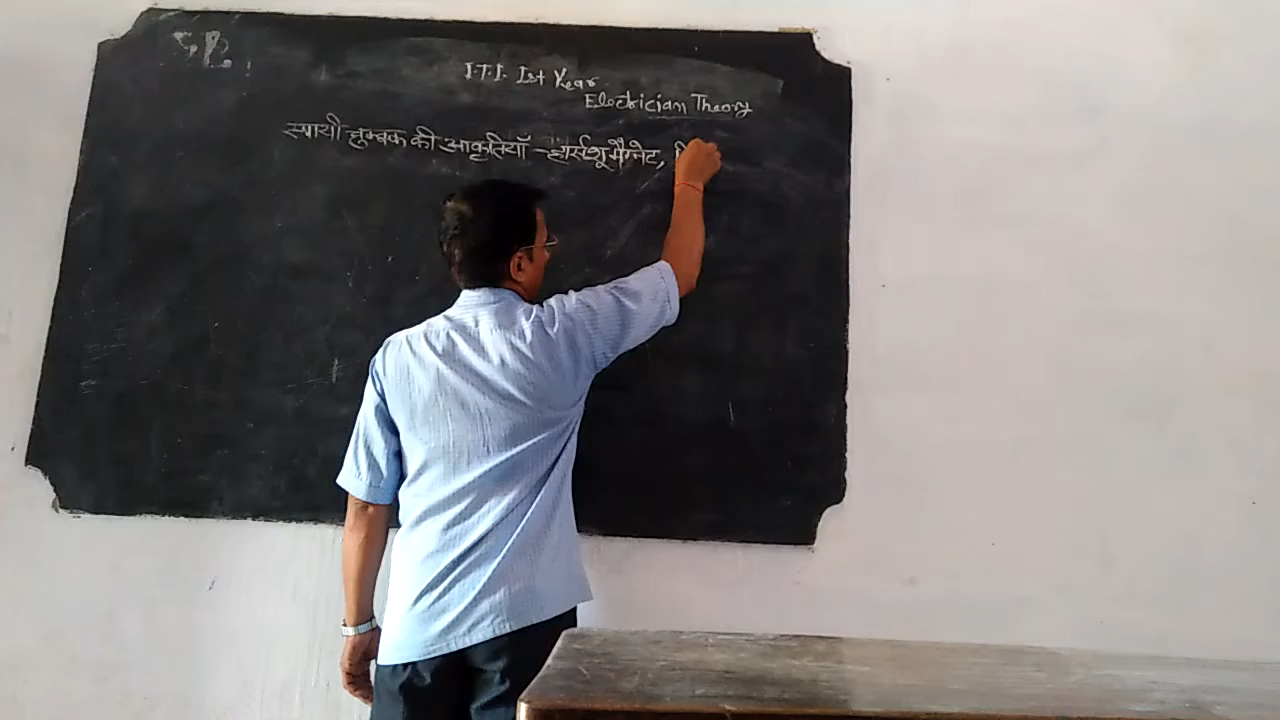 I.T.I. Ist Year
Electrician Theory
स्थायी चुम्बक की आकृतियाँ - हार्सशू मैग्नेट,